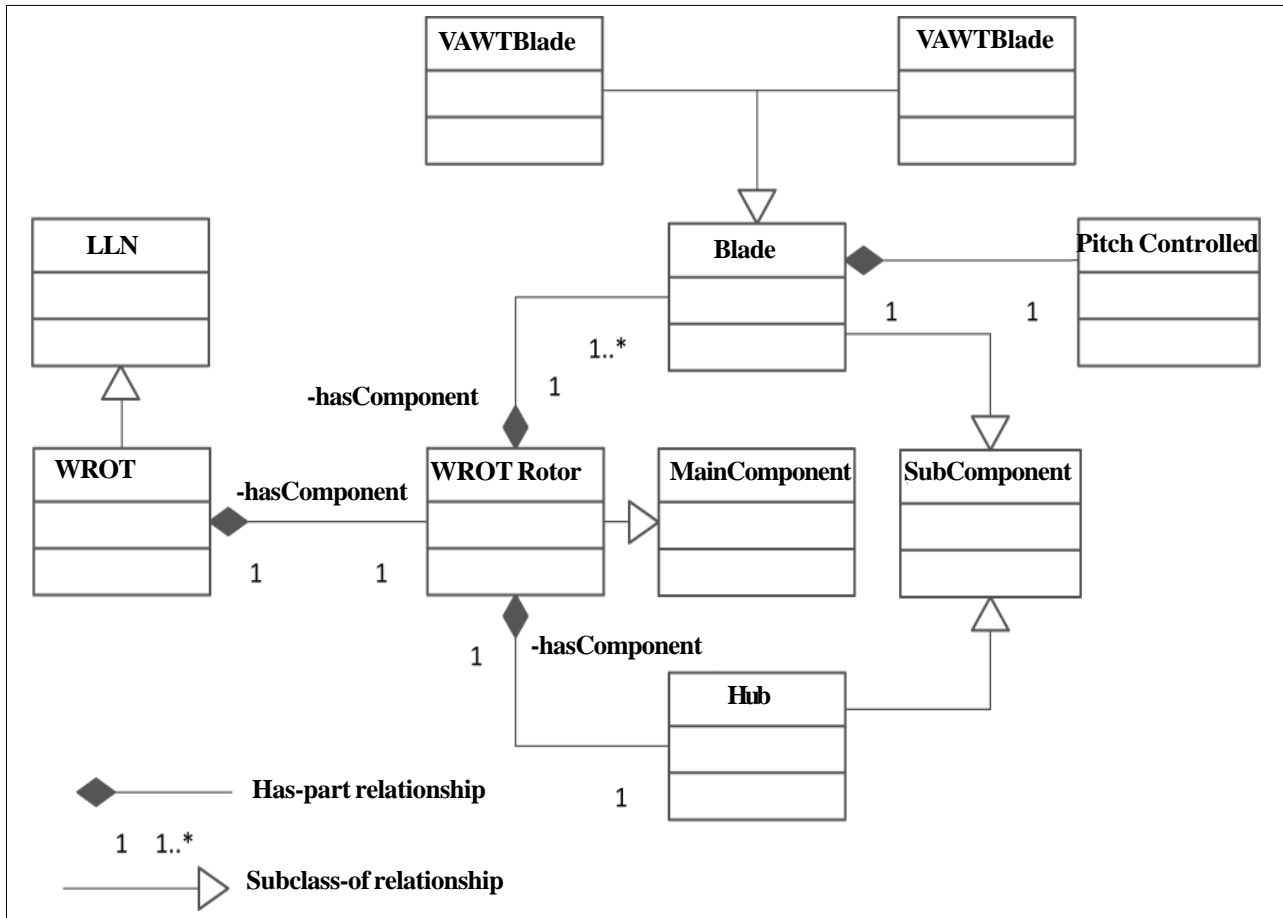 VAWTBlade
VAWTBlade
LLN
Blade
Pitch Controlled
1
1
1..*
1
-hasComponent
WROT
-hasComponent
WROT Rotor
MainComponent
SubComponent
1
1
1
-hasComponent
Hub
1
Has-part relationship
1 1..*
Subclass-of relationship